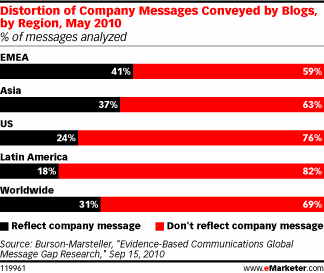 Distortion of Company Messages Conveyed by Blogs,
by Region, May 2010
% of messages analyzed
EMEA
41% 59%
Asia
37% 63%
US
24% 76%
Latin America
18% 82%
Worldwide
31% 69%
Reflect company message Don't reflect company message
Source: Burson-Marsteller, "Evidence-Based Communications Global
Message Gap Research," Sep 15, 2010
119961 www.eMarketer.com